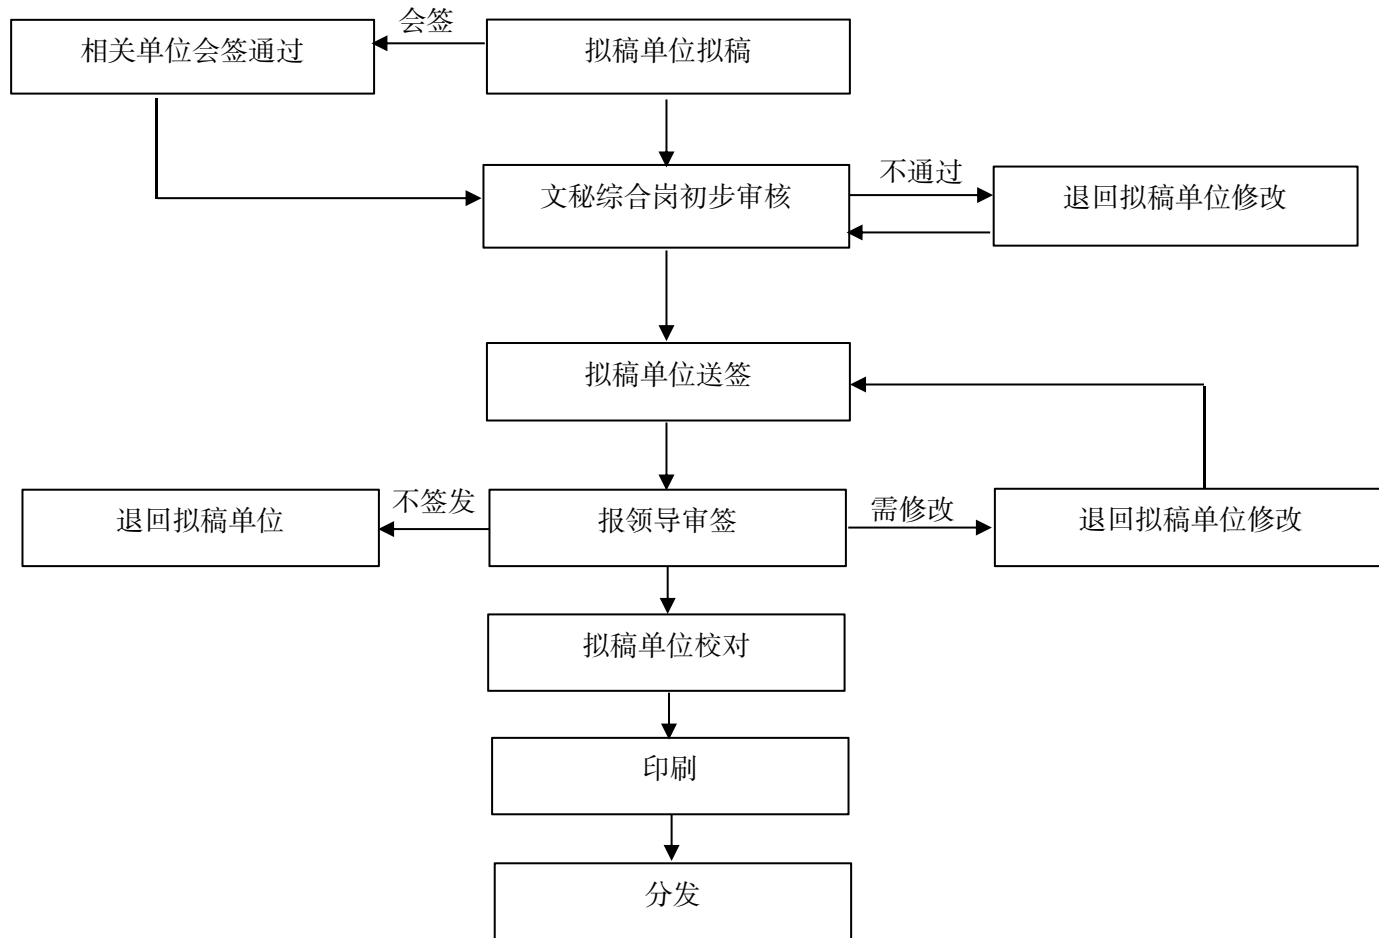 会签
相关单位会签通过
拟稿单位拟稿
不通过
文秘综合岗初步审核
退回拟稿单位修改
拟稿单位送签
不签发
需修改
退回拟稿单位
报领导审签
退回拟稿单位修改
拟稿单位校对
印刷
分发